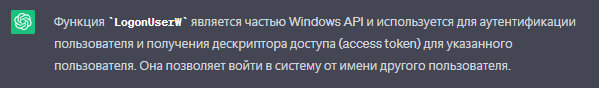 Функция `LogonUserW` является частью Windows API и используется для аутентификации
пользователя и получения дескриптора доступа (access token) для указанного
пользователя. Она позволяет войти в систему от имени другого пользователя.